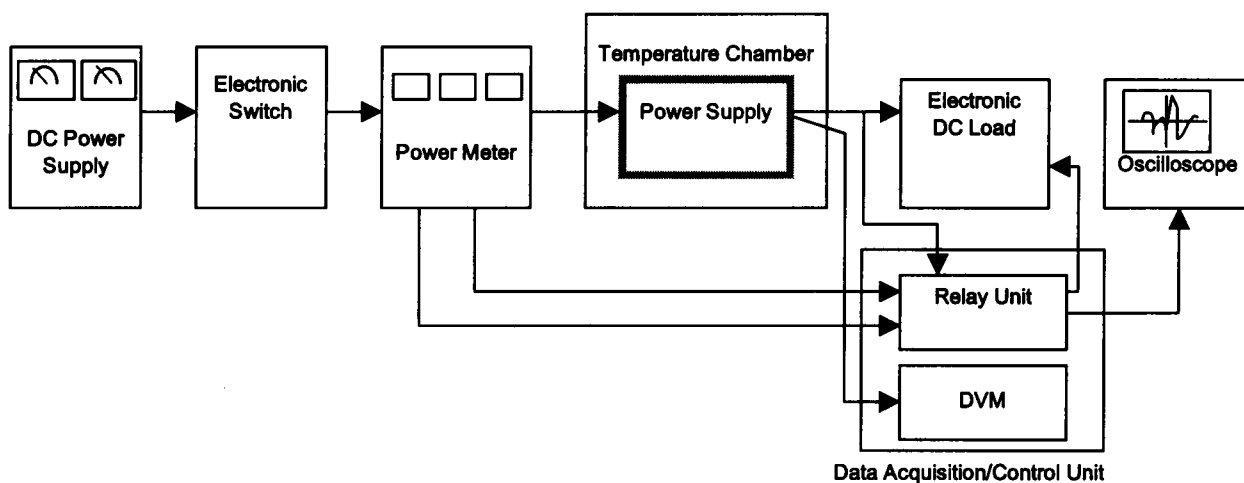 DC Power
Supply
Electronic
Switch
Power Meter
Temperature Chamber
Power Supply
Electronic
DC Load
Oscilloscope
Relay Unit
DVM
Data Acquisition/Control Unit